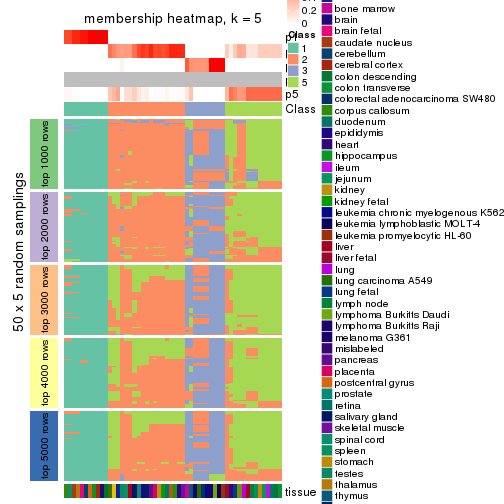 membership heatmap, k = 5
0.2
0
p1
Class
1
2
3
5
p5
Class
50 x 5 random samplings
top 1000 rows
top 2000 rows
top 3000 rows
top 4000 rows
top 5000 rows
tissue
bone marrow
brain
brain fetal
caudate nucleus
cerebellum
cerebral cortex
colon descending
colon transverse
colorectal adenocarcinoma SW480
corpus callosum
duodenum
epididymis
heart
hippocampus
ileum
jejunum
kidney
kidney fetal
leukemia chronic myelogenous K562
leukemia lymphoblastic MOLT-4
leukemia promyelocytic HL-60
liver
liver fetal
lung
lung carcinoma A549
lung fetal
lymph node
lymphoma Burkitts Daudi
lymphoma Burkitts Raji
melanoma G361
mislabeled
pancreas
placenta
postcentral gyrus
prostate
retina
salivary gland
skeletal muscle
spinal cord
spleen
stomach
testes
thalamus
thymus